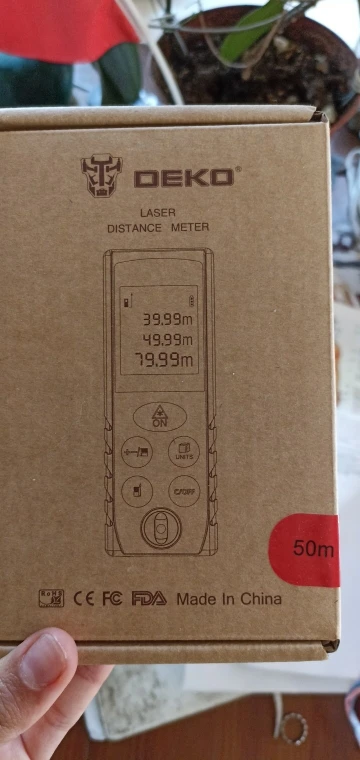 DEKO®
LASER
DISTANCE METER
39.99m
49.99m
79.99m
ON
UNITS
C/OFF
50m
RoHS CE FC FDA Made In China